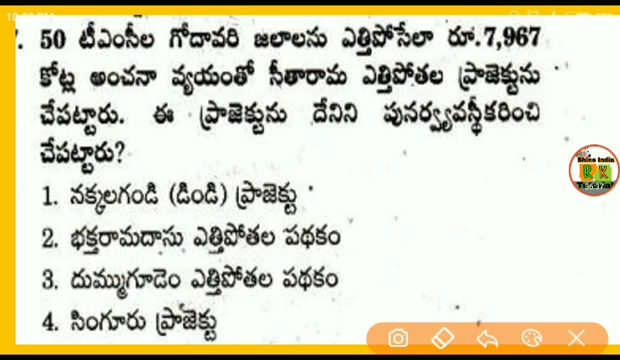 50 టీఎంసీల గోదావరి జలాలను ఎత్తిపోసేలా రూ.7,967
కోట్ల అంచనా వ్యయంతో సీతారామ ఎత్తిపోతల ప్రాజెక్టును
చేపట్టారు. ఈ ప్రాజెక్టును దేనిని పునర్వ్యవస్థీకరించి
చేపట్టారు?
Shine India
RK
1. నక్కలగండి (డిండి) ప్రాజెక్టు
2. భక్తరామదాసు ఎత్తిపోతల పథకం
3. దుమ్ముగూడెం ఎత్తిపోతల పథకం
4. సింగూరు ప్రాజెక్టు